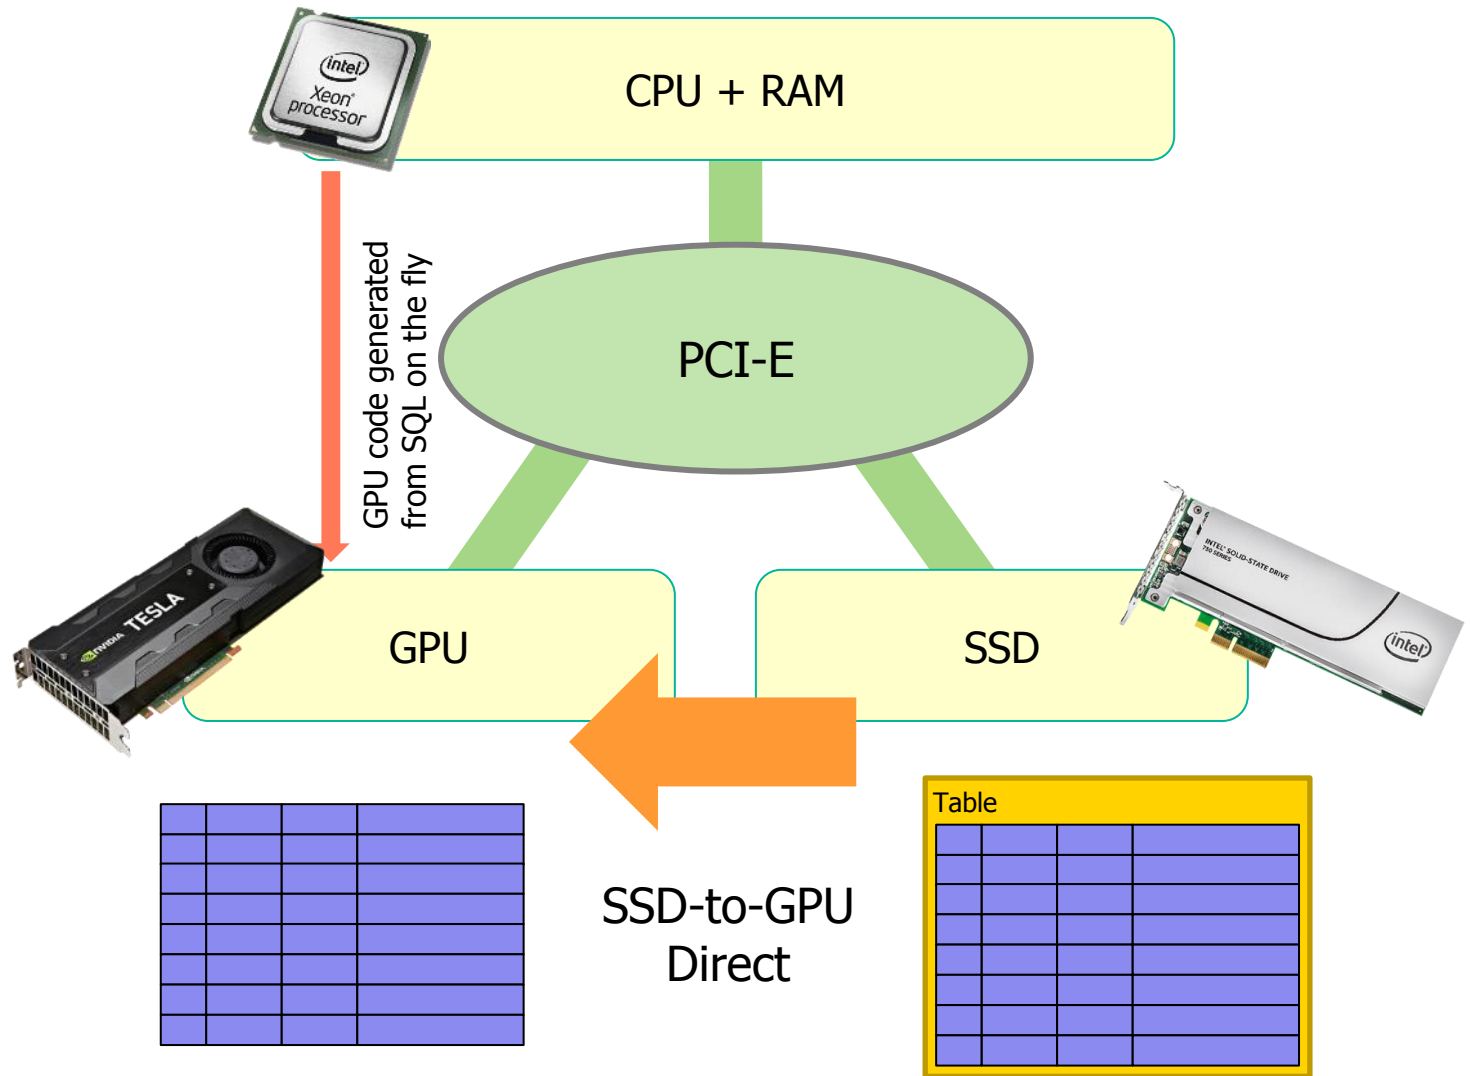 intel
Xeon®
processor
CPU + RAM
GPU code generated
from SQL on the fly
PCI-E
NVIDIA TESLA
GPU
SSD
INTEL® SOLID-STATE DRIVE
750 SERIES
intel
Table
SSD-to-GPU
Direct